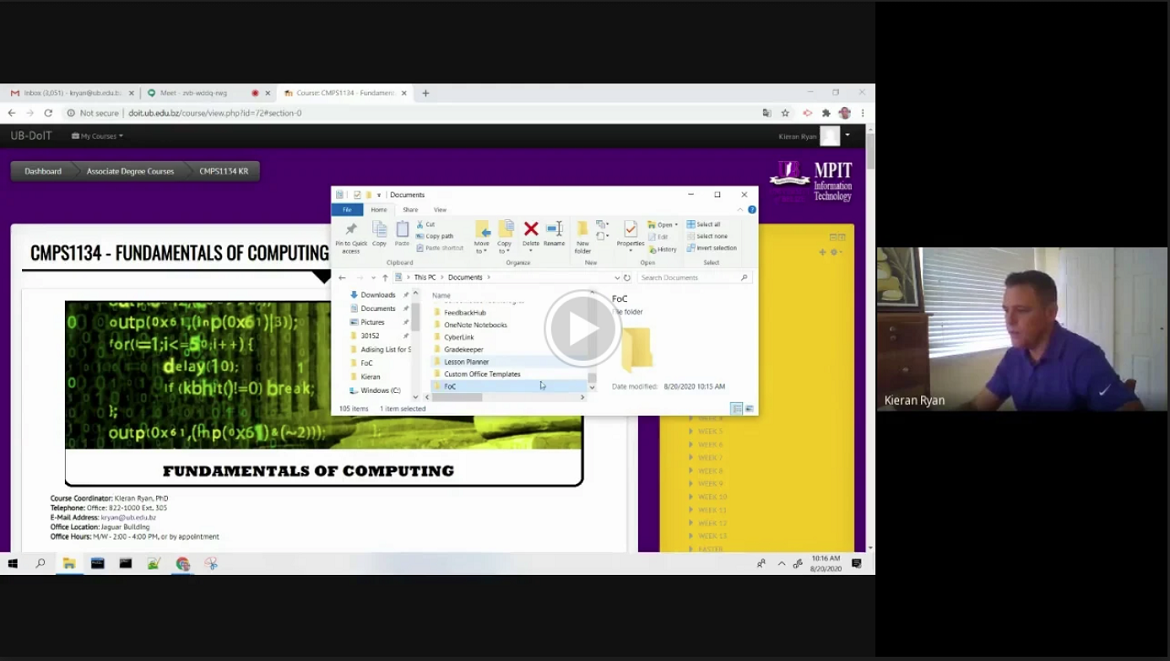 Inbox (3,051) - kryan@ub.edu.b
Meet - zvb-wddq-rwg
Course: CMPS1134 - Fundamen
Not secure | doit.ub.edu.bz/course/view.php?id=72#section-0
UB-DoIT
My Courses
Kieran Ryan
Dashboard
Associate Degree Courses
CMPS1134 KR
MPIT
Information
Technology
CMPS1134 - FUNDAMENTALS OF COMPUTING
Documents
File
Home
Share
View
Pin to Quick
access
Copy
Paste
Cut
Copy path
Paste shortcut
Clipboard
Move
to
Copy
to
Delete
Rename
Organize
New
folder
New
Properties
Open
Edit
History
Open
Select all
Select none
Invert selection
Select
This PC
Documents
Search Documents
Downloads
Documents
Pictures
30152
Adising List for S
FoC
Kieran
Windows (C:)
Name
FeedbackHub
OneNote Notebooks
CyberLink
Gradekeeper
Lesson Planner
Custom Office Templates
FoC
FoC
File folder
Date modified: 8/20/2020 10:13 AM
105 items
1 item selected
outp(0x61,(inp(0x61)|3));
for(i=1;i<=5;i++) {
delay(10);
if (kbhit()!=0) break;
};
outp(0x61,(inp(0x61)&(~2)));
FUNDAMENTALS OF COMPUTING
Course Coordinator: Kieran Ryan, PhD
Telephone: Office: 822-1000 Ext. 305
E-Mail Address: kryan@ub.edu.bz
Office Location: Jaguar Building
Office Hours: M/W - 2:00 - 4:00 PM, or by appointment
WEEK 5
WEEK 6
WEEK 7
WEEK 8
WEEK 9
WEEK 10
WEEK 11
WEEK 12
WEEK 13
EASTER
10:16 AM
8/20/2020
Kieran Ryan